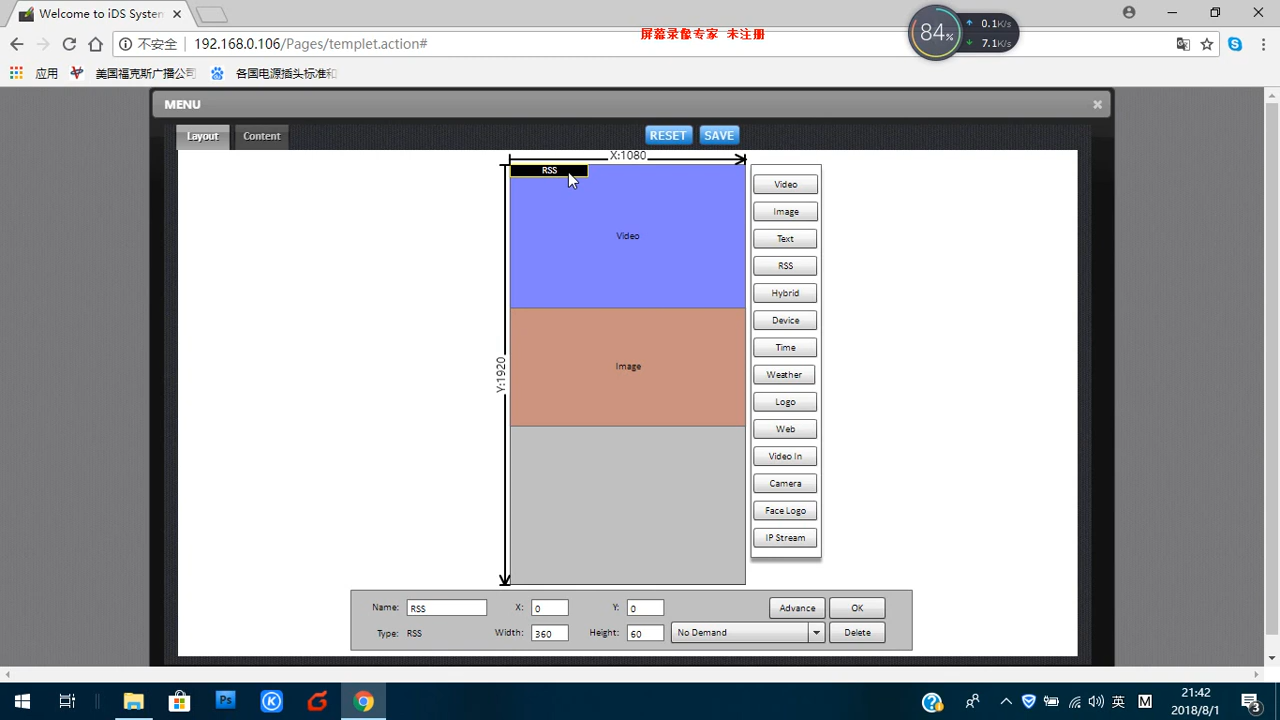 Welcome to iDS System
屏幕录像专家 未注册
84%
0.1K/s
7.1K/s
不安全
192.168.0.106/Pages/templet.action#
应用
美国福克斯广播公司
各国电源插头标准和
MENU
Layout
Content
RESET
SAVE
X:1080
RSS
Video
Y:1920
Image
Video
Image
Text
RSS
Hybrid
Device
Time
Weather
Logo
Web
Video In
Camera
Face Logo
IP Stream
Name: RSS X: 0 Y: 0 Advance OK
Type: RSS Width: 360 Height: 60 No Demand Delete
Ps
K
英
M
21:42
2018/8/1
3